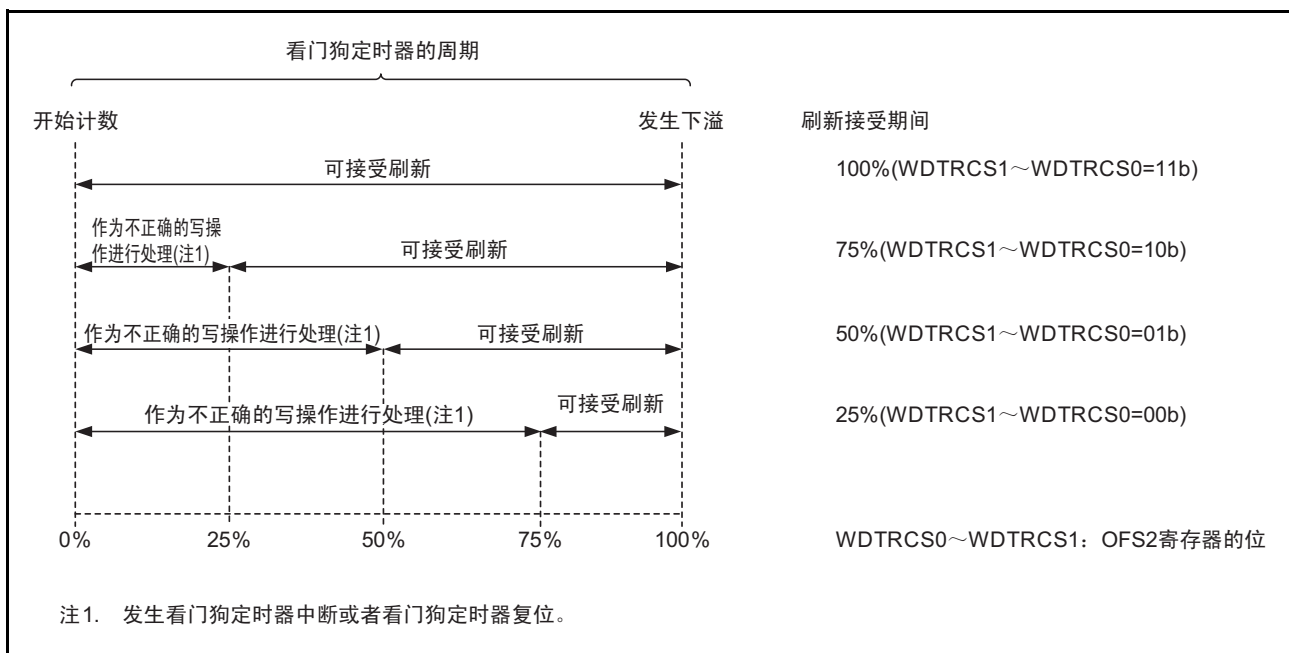 看门狗定时器的周期
开始计数
发生下溢
刷新接受期间
可接受刷新
100%(WDTRCS1～WDTRCS0=11b)
作为不正确的写操
作进行处理(注1)
可接受刷新
75%(WDTRCS1～WDTRCS0=10b)
作为不正确的写操作进行处理(注1)
可接受刷新
50%(WDTRCS1～WDTRCS0=01b)
作为不正确的写操作进行处理(注1)
可接受刷新
25%(WDTRCS1～WDTRCS0=00b)
0%
25%
50%
75%
100%
WDTRCS0～WDTRCS1：OFS2寄存器的位
注1. 发生看门狗定时器中断或者看门狗定时器复位。